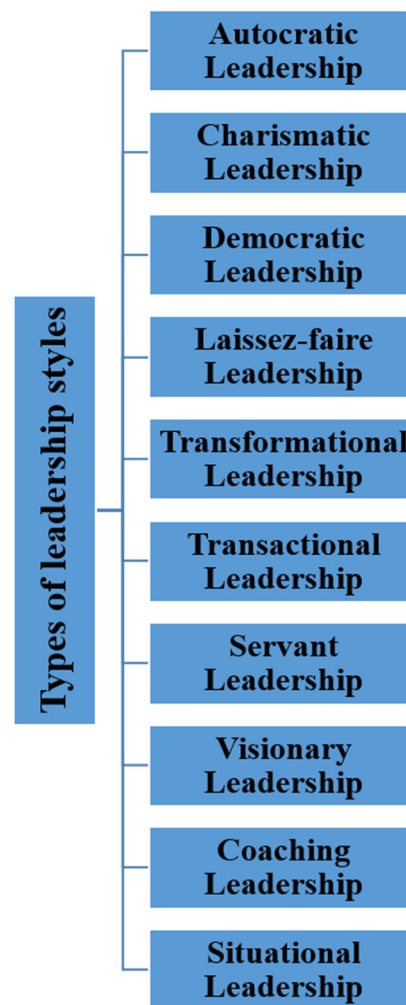 Types of leadership styles
Autocratic
Leadership
Charismatic
Leadership
Democratic
Leadership
Laissez-faire
Leadership
Transformational
Leadership
Transactional
Leadership
Servant
Leadership
Visionary
Leadership
Coaching
Leadership
Situational
Leadership